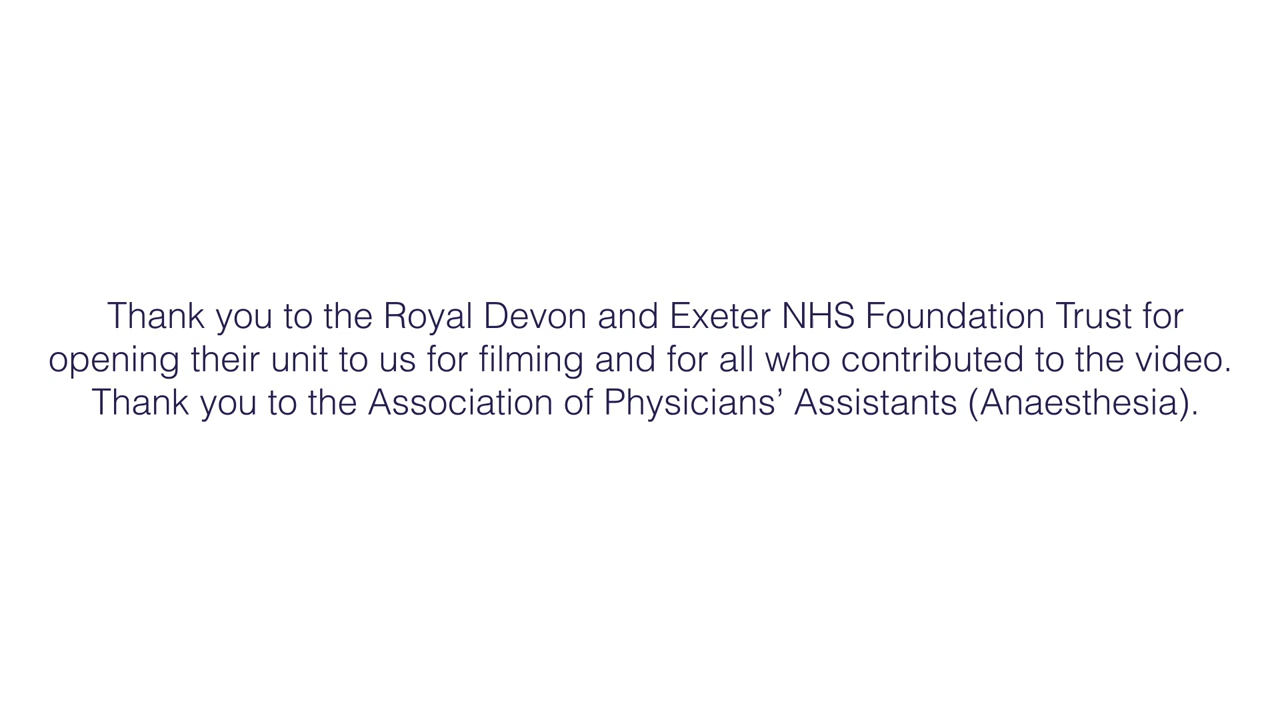 Thank you to the Royal Devon and Exeter NHS Foundation Trust for
opening their unit to us for filming and for all who contributed to the video.
Thank you to the Association of Physicians’ Assistants (Anaesthesia).